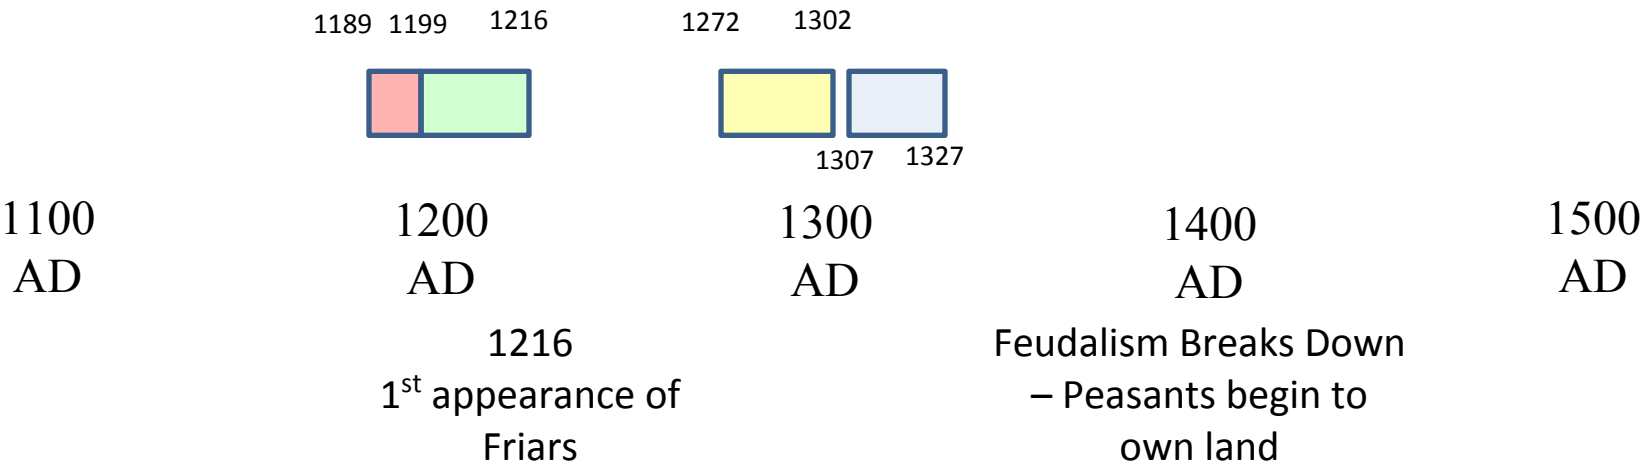 1189 1199 1216 1272 1302
1307 1327
1100 AD
1200 AD
1300 AD
1400 AD
1500 AD
1216
1st appearance of
Friars
Feudalism Breaks Down
– Peasants begin to
own land